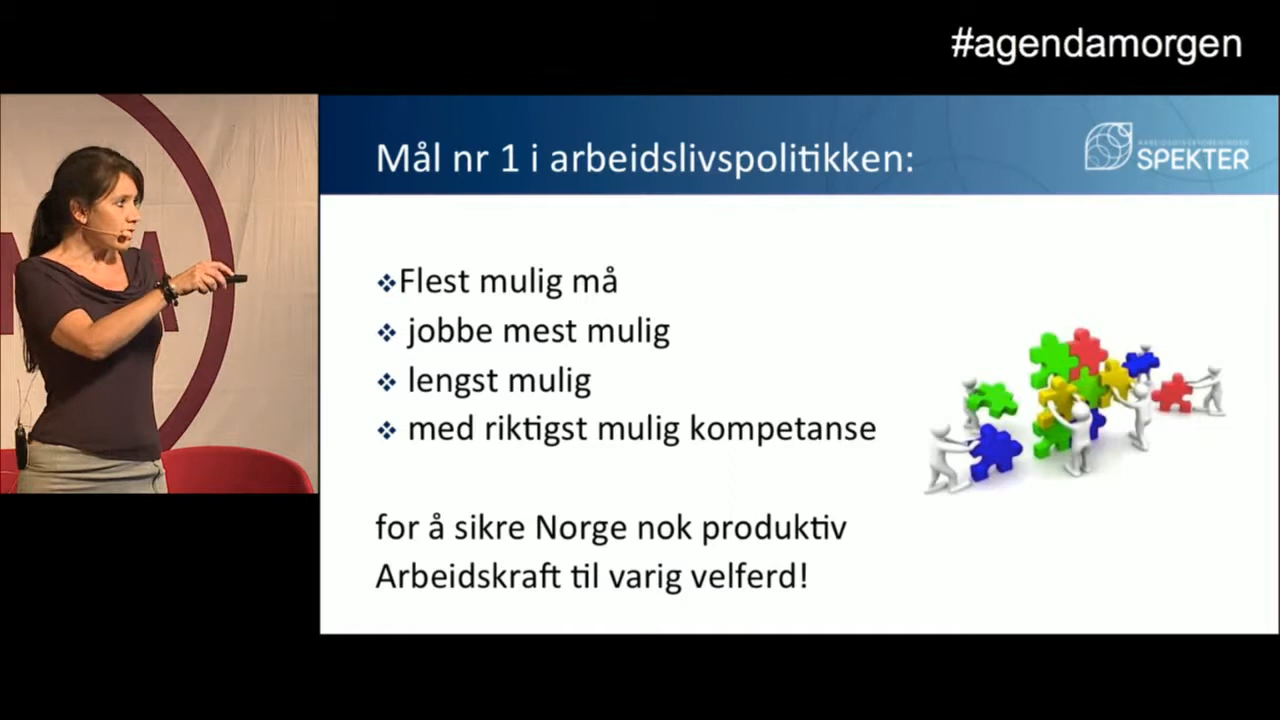 #agendamorgen
Mål nr 1 i arbeidslivspolitikken:
ARBEIDSGIVERFORENINGEN
SPEKTER
❖Flest mulig må
❖ jobbe mest mulig
❖ lengst mulig
❖ med riktigst mulig kompetanse
for å sikre Norge nok produktiv
Arbeidskraft til varig velferd!